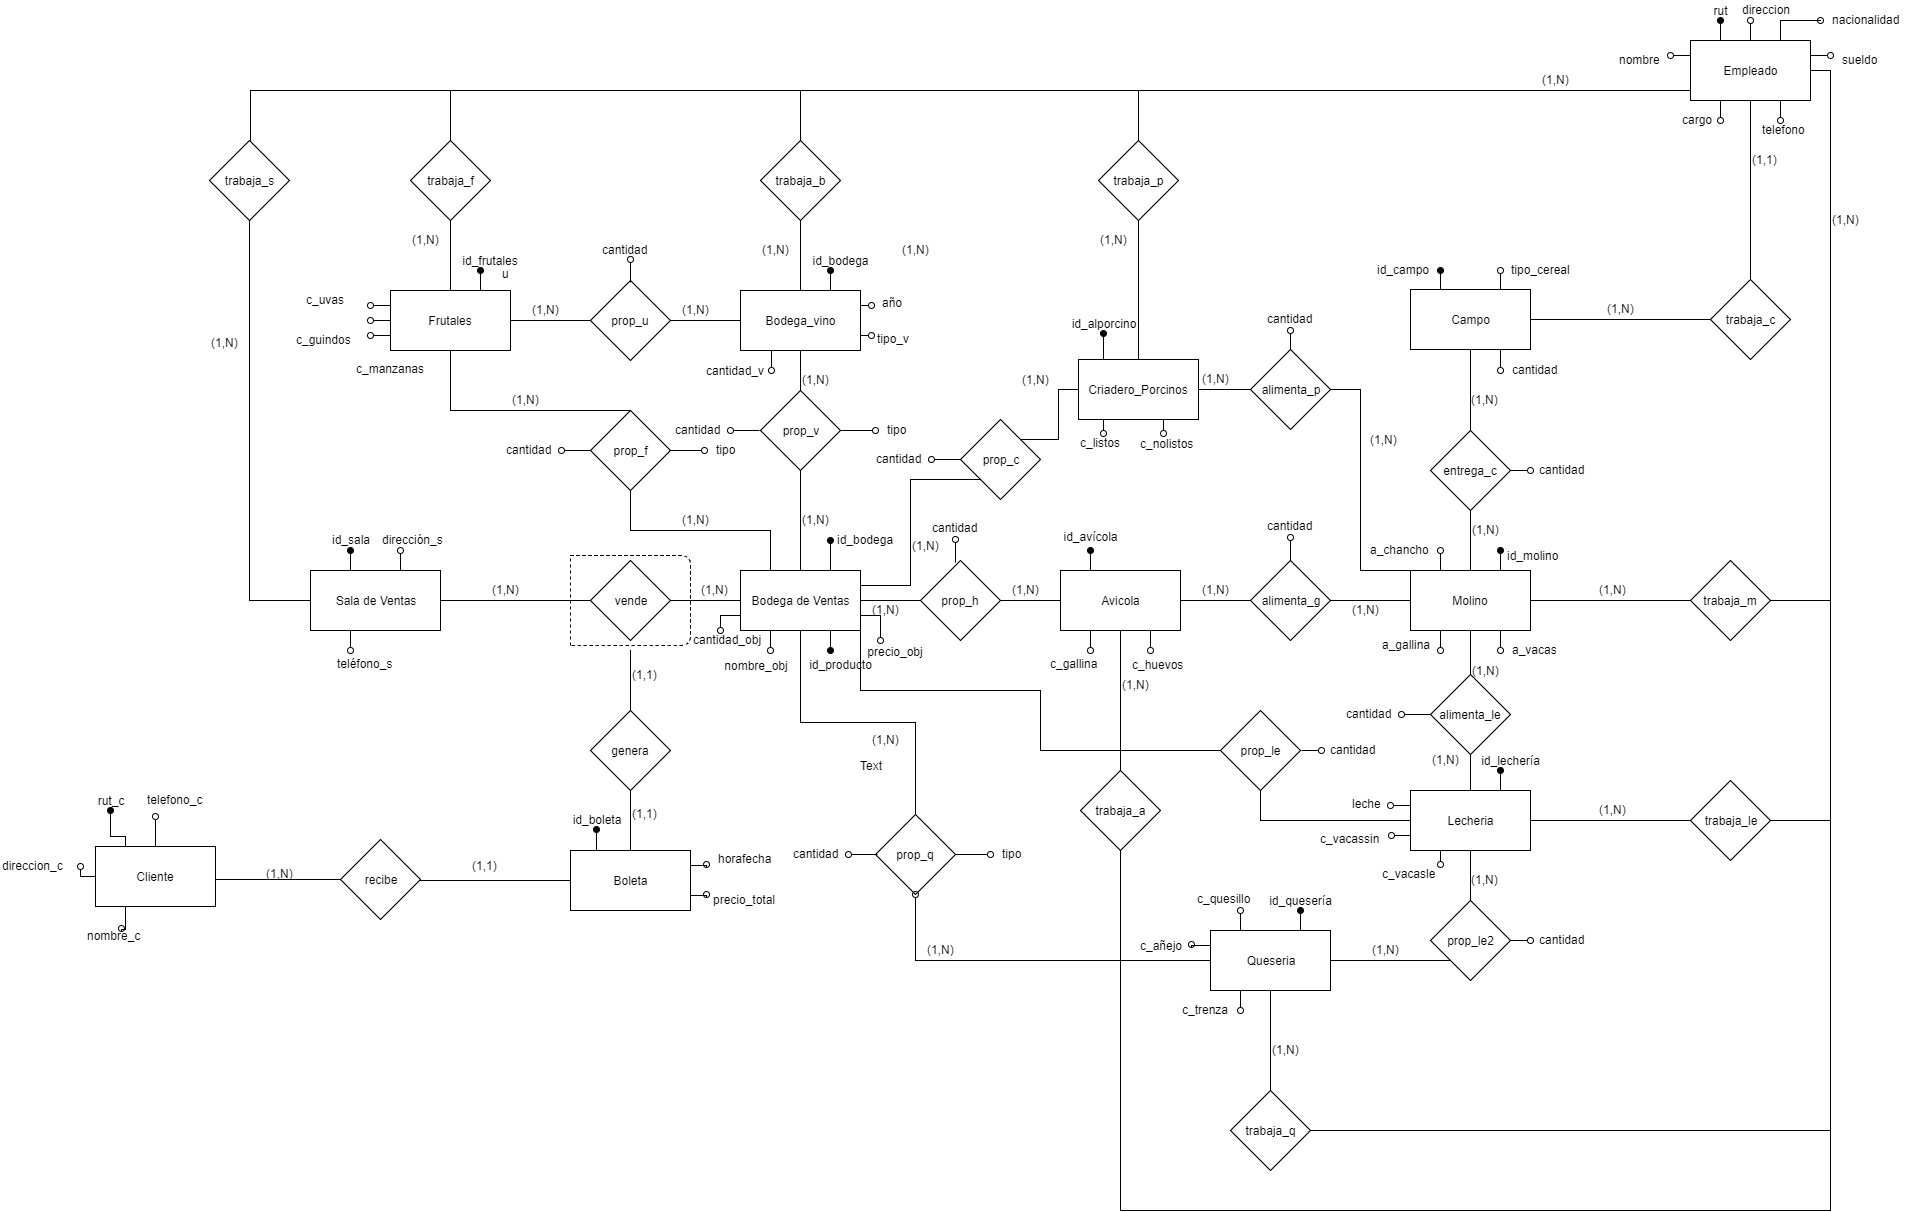 rut
direccion
nacionalidad
nombre
Empleado
sueldo
(1,N)
cargo
telefono
(1,1)
trabaja_s
trabaja_f
trabaja_b
trabaja_p
(1,N)
(1,N)
(1,N)
(1,N)
(1,N)
cantidad
id_frutales
u
id_bodega
id_campo
tipo_cereal
c_uvas
Frutales
(1,N)
prop_u
(1,N)
Bodega_vino
año
tipo_v
id_alporcino
cantidad
Campo
(1,N)
trabaja_c
(1,N)
c_guindos
c_manzanas
cantidad_v
(1,N)
(1,N)
Criadero_Porcinos
(1,N)
alimenta_p
cantidad
(1,N)
(1,N)
cantidad
prop_v
tipo
c_listos
c_nolistos
(1,N)
cantidad
prop_f
tipo
cantidad
prop_c
entrega_c
cantidad
(1,N)
(1,N)
cantidad
cantidad
(1,N)
id_sala
dirección_s
id_bodega
(1,N)
id_avícola
a_chancho
id_molino
Sala de Ventas
(1,N)
vende
(1,N)
Bodega de Ventas
(1,N)
prop_h
(1,N)
Avicola
(1,N)
alimenta_g
(1,N)
Molino
(1,N)
trabaja_m
cantidad_obj
precio_obj
teléfono_s
nombre_obj
id_producto
c_gallina
c_huevos
a_gallina
a_vacas
(1,1)
(1,N)
(1,N)
cantidad
alimenta_le
genera
(1,N)
Text
prop_le
cantidad
(1,N)
id_lechería
rut_c
telefono_c
id_boleta
(1,1)
trabaja_a
leche
Lecheria
(1,N)
trabaja_le
c_vacassin
direccion_c
Cliente
(1,N)
recibe
(1,1)
Boleta
horafecha
precio_total
cantidad
prop_q
tipo
c_vacasle
(1,N)
nombre_c
c_quesillo
id_quesería
(1,N)
c_añejo
Queseria
(1,N)
prop_le2
cantidad
c_trenza
(1,N)
trabaja_q